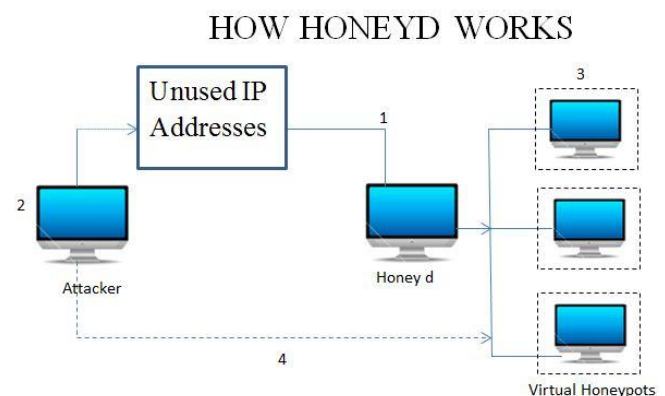 HOW HONEYD WORKS
Unused IP
Addresses
1
3
2
Attacker
Honey d
4
Virtual Honeypots